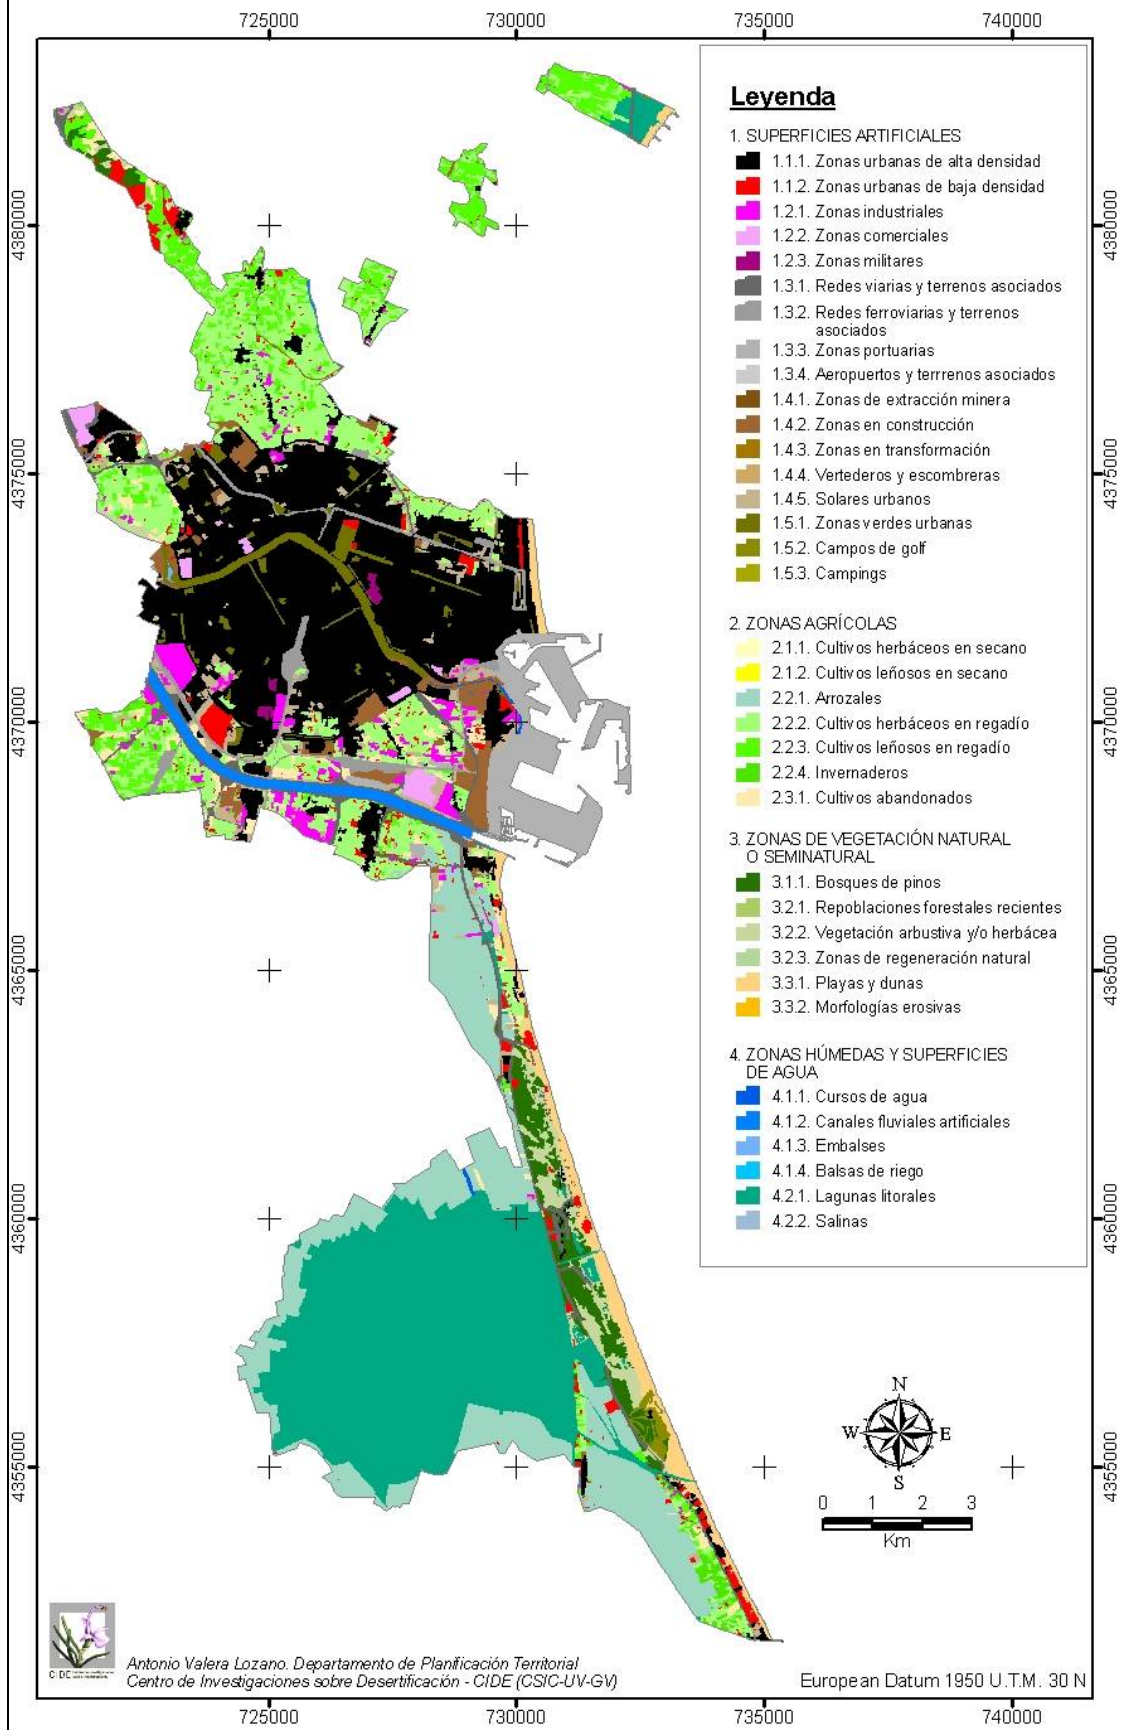 725000 730000 735000 740000
Leyenda
1. SUPERFICIES ARTIFICIALES
1.1.1. Zonas urbanas de alta densidad
1.1.2. Zonas urbanas de baja densidad
1.2.1. Zonas industriales
1.2.2. Zonas comerciales
1.2.3. Zonas militares
1.3.1. Redes viarias y terrenos asociados
1.3.2. Redes ferroviarias y terrenos
asociados
1.3.3. Zonas portuarias
1.3.4. Aeropuertos y terrrenos asociados
1.4.1. Zonas de extracción minera
1.4.2. Zonas en construcción
1.4.3. Zonas en transformación
1.4.4. Vertederos y escombreras
1.4.5. Solares urbanos
1.5.1. Zonas verdes urbanas
1.5.2. Campos de golf
1.5.3. Campings
2. ZONAS AGRÍCOLAS
2.1.1. Cultivos herbáceos en secano
2.1.2. Cultivos leñosos en secano
2.2.1. Arrozales
2.2.2. Cultivos herbáceos en regadío
2.2.3. Cultivos leñosos en regadío
2.2.4. Invernaderos
2.3.1. Cultivos abandonados
3. ZONAS DE VEGETACIÓN NATURAL
O SEMINATURAL
3.1.1. Bosques de pinos
3.2.1. Repoblaciones forestales recientes
3.2.2. Vegetación arbustiva y/o herbácea
3.2.3. Zonas de regeneración natural
3.3.1. Playas y dunas
3.3.2. Morfologías erosivas
4. ZONAS HÚMEDAS Y SUPERFICIES
DE AGUA
4.1.1. Cursos de agua
4.1.2. Canales fluviales artificiales
4.1.3. Embalses
4.1.4. Balsas de riego
4.2.1. Lagunas litorales
4.2.2. Salinas
4380000 4380000
4375000 4375000
4370000 4370000
4365000 4365000
4360000 4360000
4355000 4355000
N
W E
S
0 1 2 3
Km
CIDE
Antonio Valera Lozano. Departamento de Planificación Territorial
Centro de Investigaciones sobre Desertificación - CIDE (CSIC-UV-GV)
European Datum 1950 U.T.M. 30 N
725000 730000 735000 740000